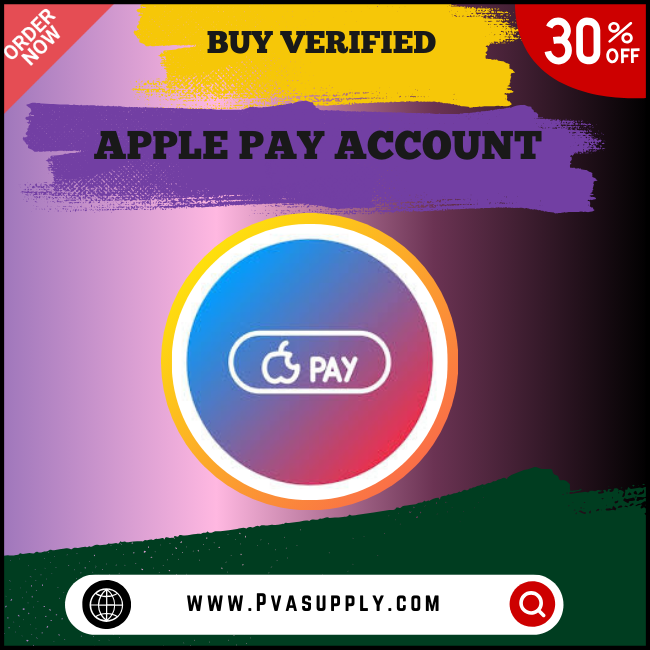 ORDER
NOW
BUY VERIFIED
30% OFF
APPLE PAY ACCOUNT
PAY
www.Pvasupply.com